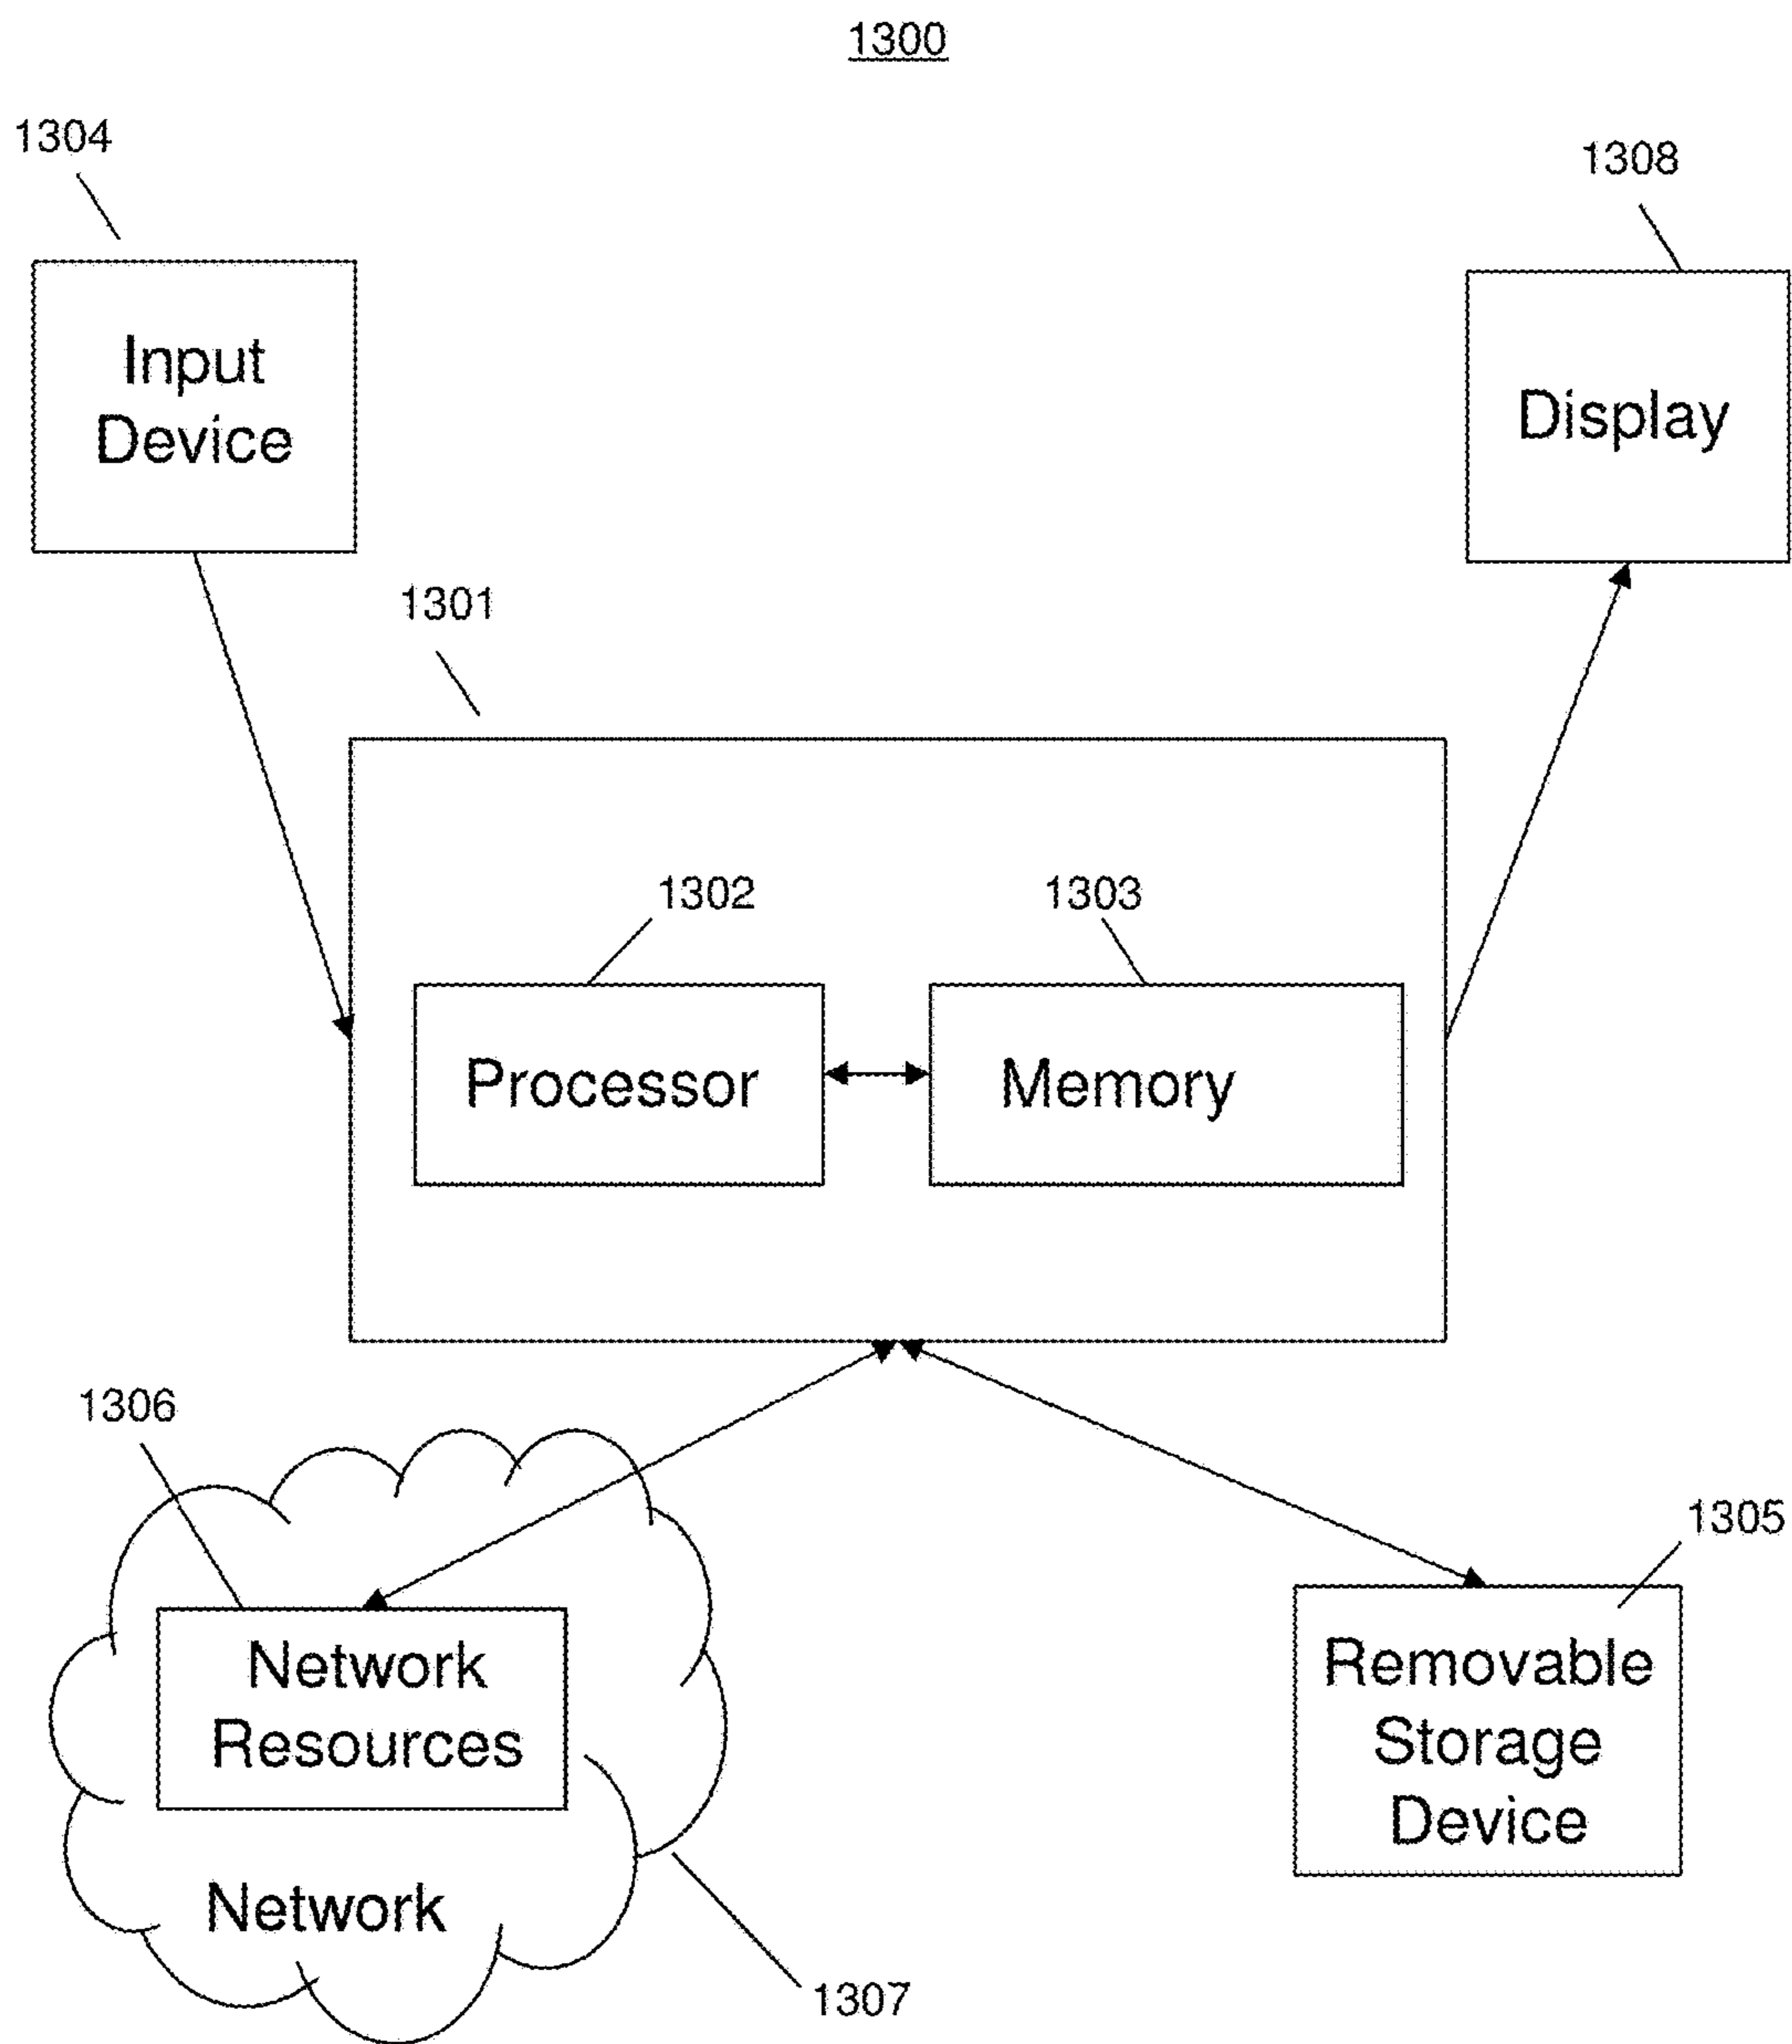 1300
1304
1308
Input
Device
Display
1301
1302
1303
Processor
Memory
1306
1305
Network
Resources
Removable
Storage
Device
Network
1307